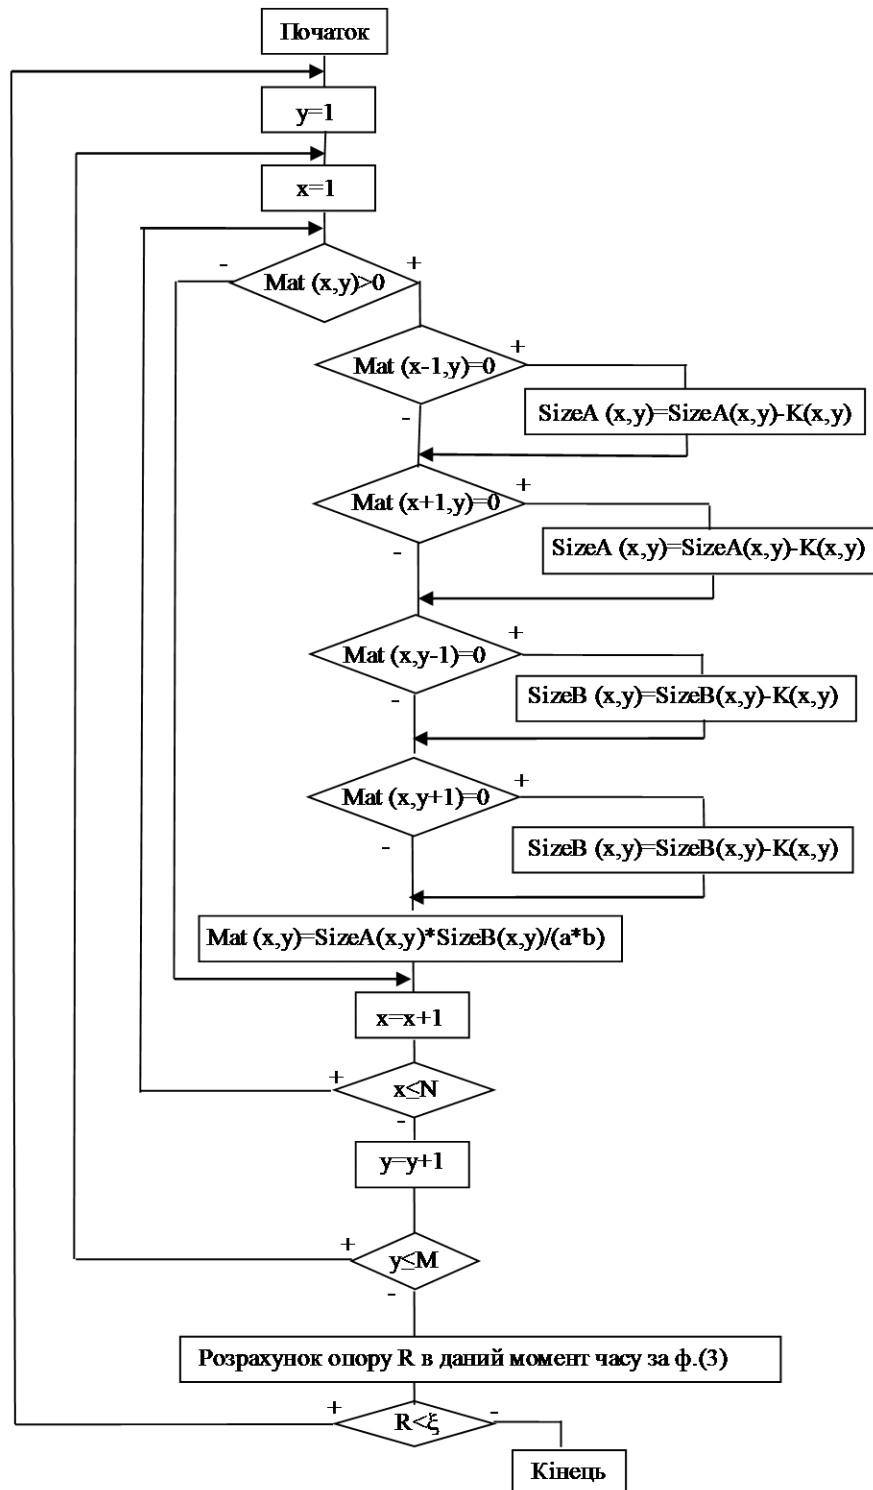 Початок
y=1
x=1
-
+
Mat (x,y)>0
+
Mat (x-1,y)=0
-
SizeA (x,y)=SizeA(x,y)-K(x,y)
+
Mat (x+1,y)=0
-
SizeA (x,y)=SizeA(x,y)-K(x,y)
+
Mat (x,y-1)=0
-
SizeB (x,y)=SizeB(x,y)-K(x,y)
+
Mat (x,y+1)=0
-
SizeB (x,y)=SizeB(x,y)-K(x,y)
Mat (x,y)=SizeA(x,y)*SizeB(x,y)/(a*b)
x=x+1
+
x≤N
-
y=y+1
+
y≤M
-
Розрахунок опору R в даний момент часу за ф.(3)
+
R<ξ
-
Кінець